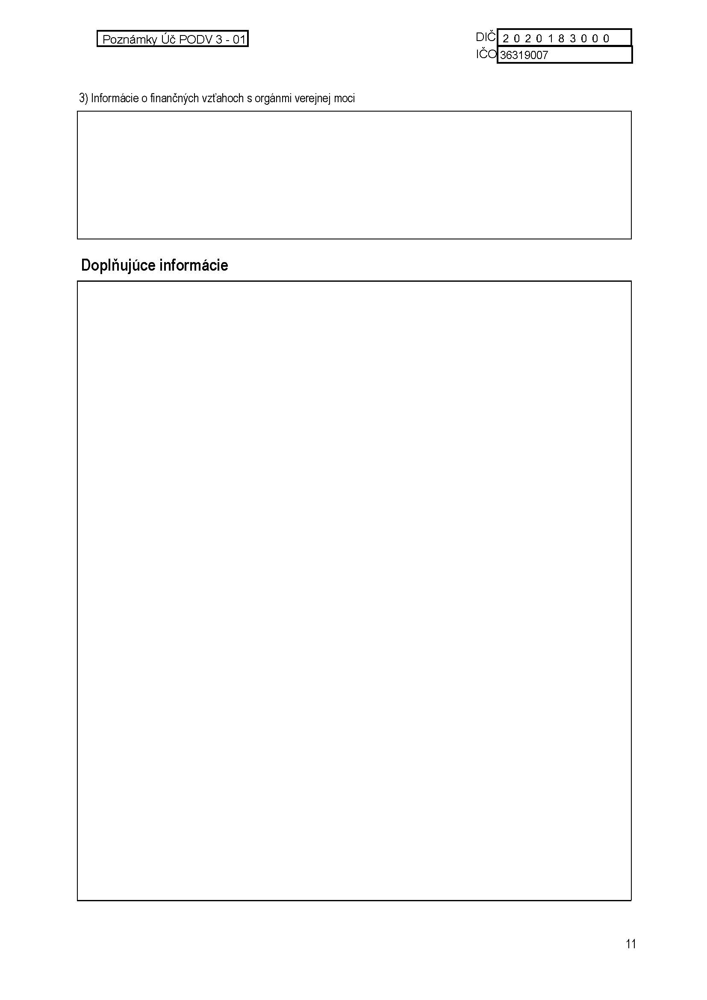 Poznámky Úč PODV 3 - 01
DIČ 2 0 2 0 1 8 3 0 0 0
IČO 36319007
3) Informácie o finančných vzťahoch s orgánmi verejnej moci
Doplňujúce informácie
11